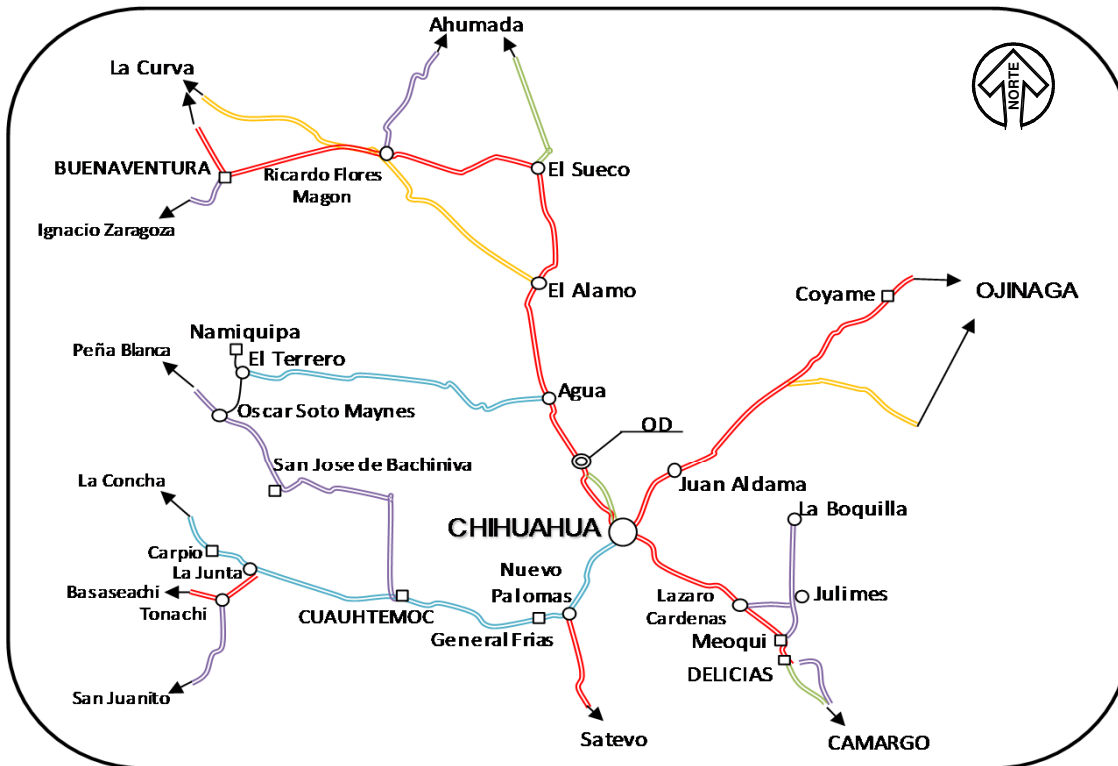 Ahumada
La Curva
NORTE
BUENAVENTURA
Ricardo Flores
Magon
El Sueco
Ignacio Zaragoza
El Alamo
Coyame
OJINAGA
Namiquipa
Peña Blanca
El Terrero
Agua
Oscar Soto Maynes
OD
San Jose de Bachiniva
Juan Aldama
La Concha
La Boquilla
CHIHUAHUA
Carpio
La Junta
Nuevo
Palomas
Basaseachi
Tonachi
CUAUHTEMOC
General Frias
Lazaro
Cardenas
Julimes
Meoqui
DELICIAS
San Juanito
Satevo
CAMARGO